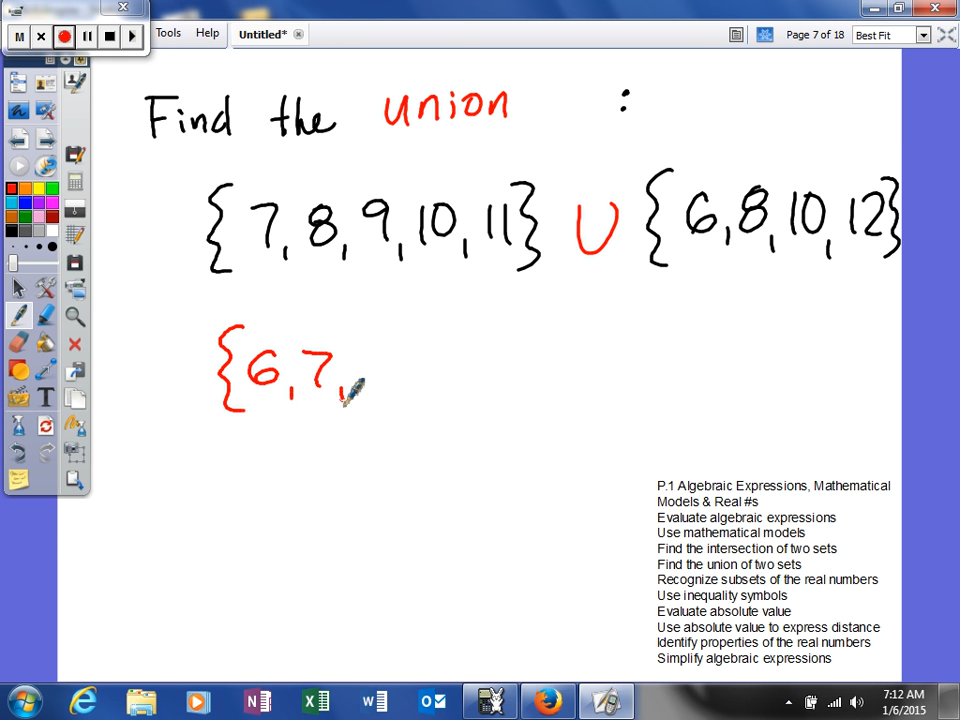 M
Tools Help Untitled* Page 7 of 18 Best Fit
Find the union :
{7, 8, 9, 10, 11} ∪ {6, 8, 10, 12}
{6, 7,
P.1 Algebraic Expressions, Mathematical
Models & Real #s
Evaluate algebraic expressions
Use mathematical models
Find the intersection of two sets
Find the union of two sets
Recognize subsets of the real numbers
Use inequality symbols
Evaluate absolute value
Use absolute value to express distance
Identify properties of the real numbers
Simplify algebraic expressions
7:12 AM
1/6/2015